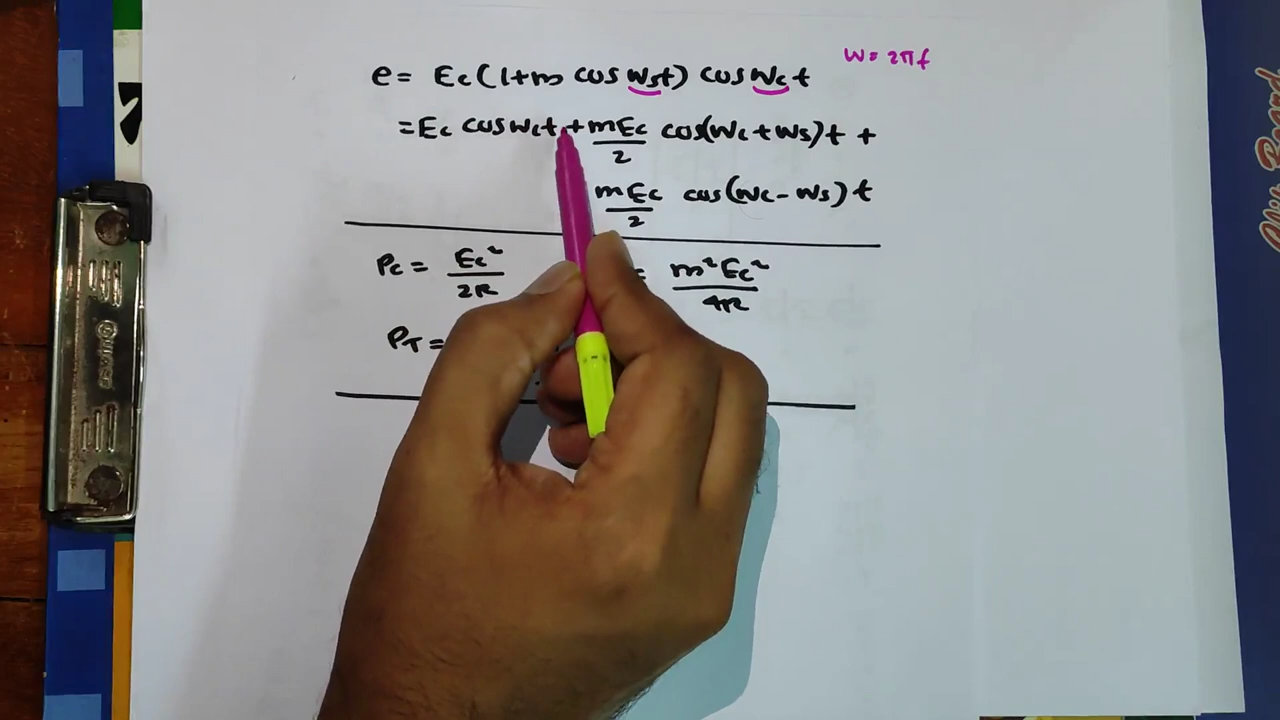 e = Ec (1+m cos wst) cos wct
w = 2πf
= Ec cos wct + mEc/2 cos(wc + ws)t +
mEc/2 cos(wc - ws)t
Pc = Ec²/2R = m²Ec²/4R
PT =